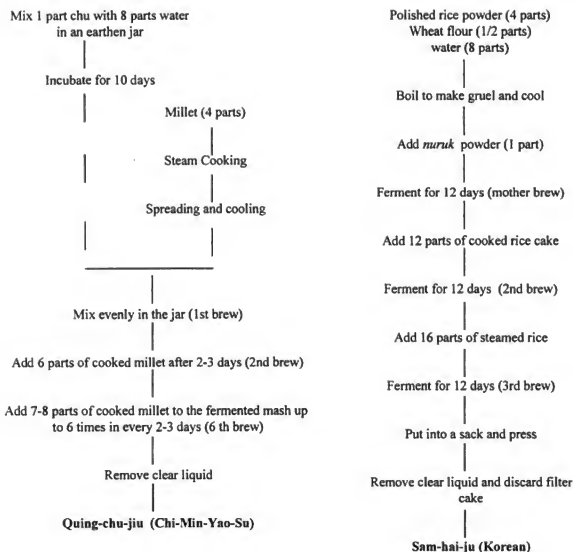 Mix 1 part chu with 8 parts water
in an earthen jar
Incubate for 10 days
Millet (4 parts)
Steam Cooking
Spreading and cooling
Mix evenly in the jar (1st brew)
Add 6 parts of cooked millet after 2-3 days (2nd brew)
Add 7-8 parts of cooked millet to the fermented mash up
to 6 times in every 2-3 days (6 th brew)
Remove clear liquid
Quing-chu-jiu (Chi-Min-Yao-Su)
Polished rice powder (4 parts)
Wheat flour (1/2 parts)
water (8 parts)
Boil to make gruel and cool
Add nuruk powder (1 part)
Ferment for 12 days (mother brew)
Add 12 parts of cooked rice cake
Ferment for 12 days (2nd brew)
Add 16 parts of steamed rice
Ferment for 12 days (3rd brew)
Put into a sack and press
Remove clear liquid and discard filter
cake
Sam-hai-ju (Korean)